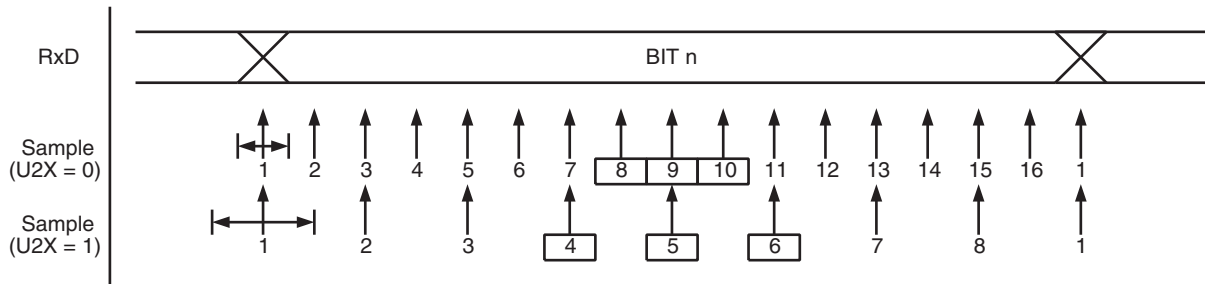 RxD BIT n
Sample
(U2X = 0)
1 2 3 4 5 6 7 8 9 10 11 12 13 14 15 16 1
Sample
(U2X = 1)
1 2 3 4 5 6 7 8 1